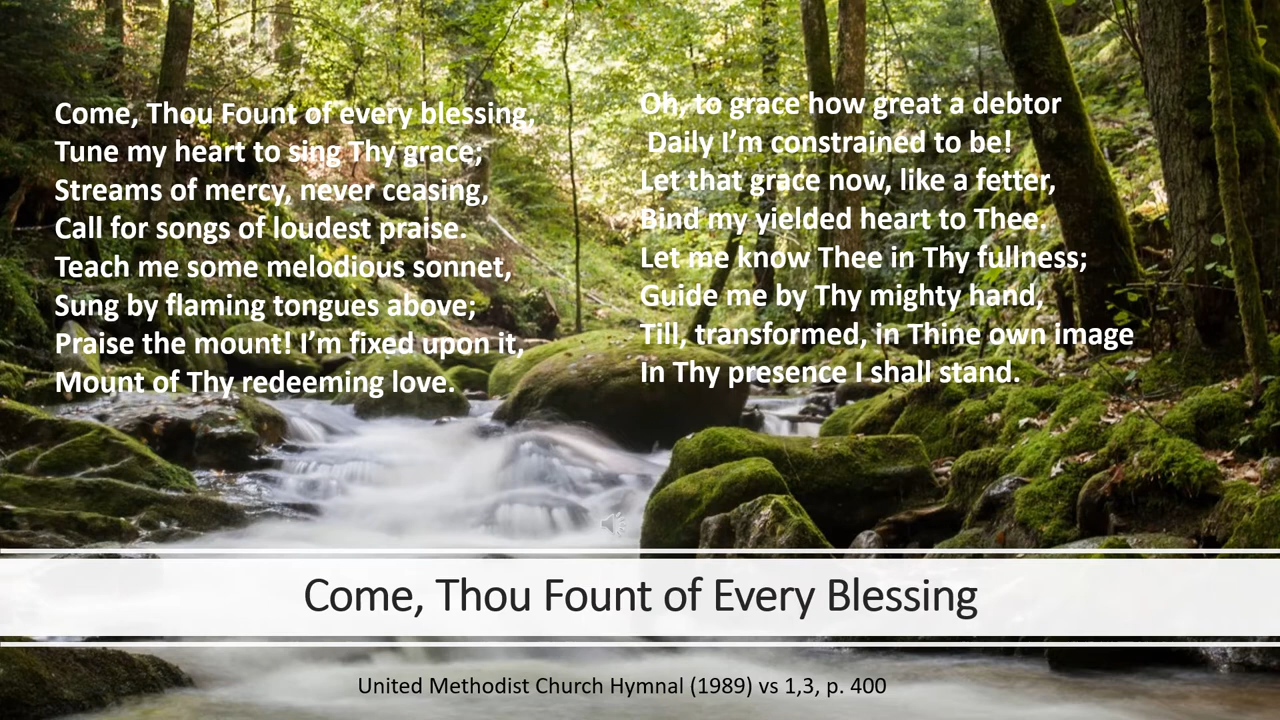 Come, Thou Fount of every blessing,
Tune my heart to sing Thy grace;
Streams of mercy, never ceasing,
Call for songs of loudest praise.
Teach me some melodious sonnet,
Sung by flaming tongues above;
Praise the mount! I’m fixed upon it,
Mount of Thy redeeming love.
Oh, to grace how great a debtor
Daily I’m constrained to be!
Let that grace now, like a fetter,
Bind my yielded heart to Thee.
Let me know Thee in Thy fullness;
Guide me by Thy mighty hand,
Till, transformed, in Thine own image
In Thy presence I shall stand.
Come, Thou Fount of Every Blessing
United Methodist Church Hymnal (1989) vs 1,3, p. 400